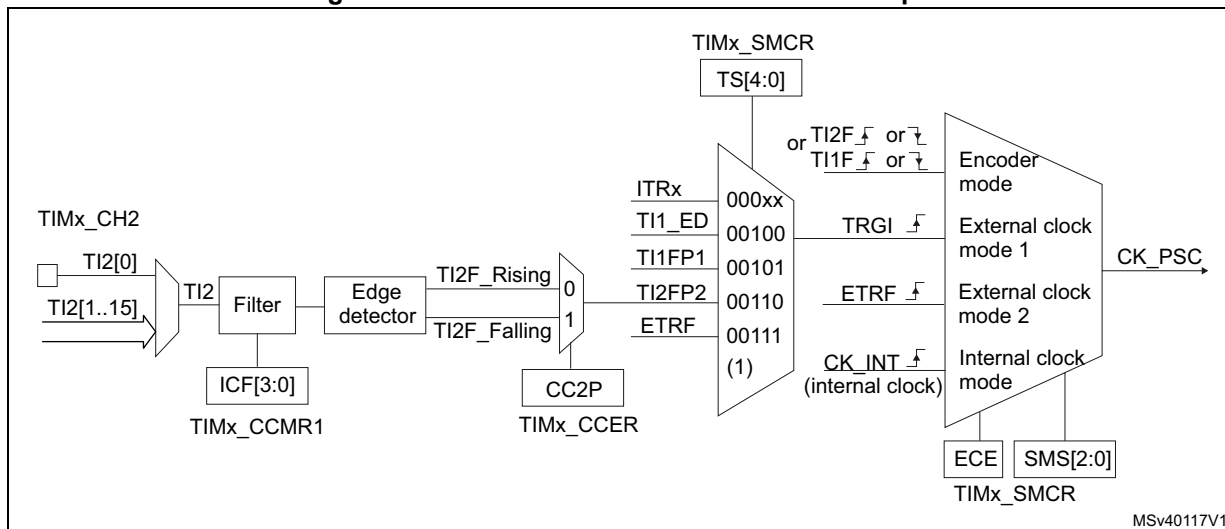 TIMx_SMCR
TS[4:0]
or TI2F or
TI1F or
Encoder
mode
ITRx
000xx
TIMx_CH2
TI1_ED
00100
TRGI
External clock
mode 1
CK_PSC
TI2[0]
TI1FP1
00101
TI2F_Rising
0
TI2
Filter
Edge
detector
TI2FP2
00110
ETRF
External clock
mode 2
TI2[1..15]
TI2F_Falling
1
ETRF
00111
(1)
CK_INT
(internal clock)
Internal clock
mode
ICF[3:0]
TIMx_CCMR1
CC2P
TIMx_CCER
ECE
SMS[2:0]
TIMx_SMCR
MSv40117V1